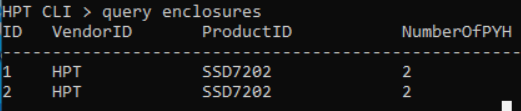 HPT CLI > query enclosures
ID VendorID ProductID NumberOfPYH
-------------------------------------------------------------------
1 HPT SSD7202 2
2 HPT SSD7202 2